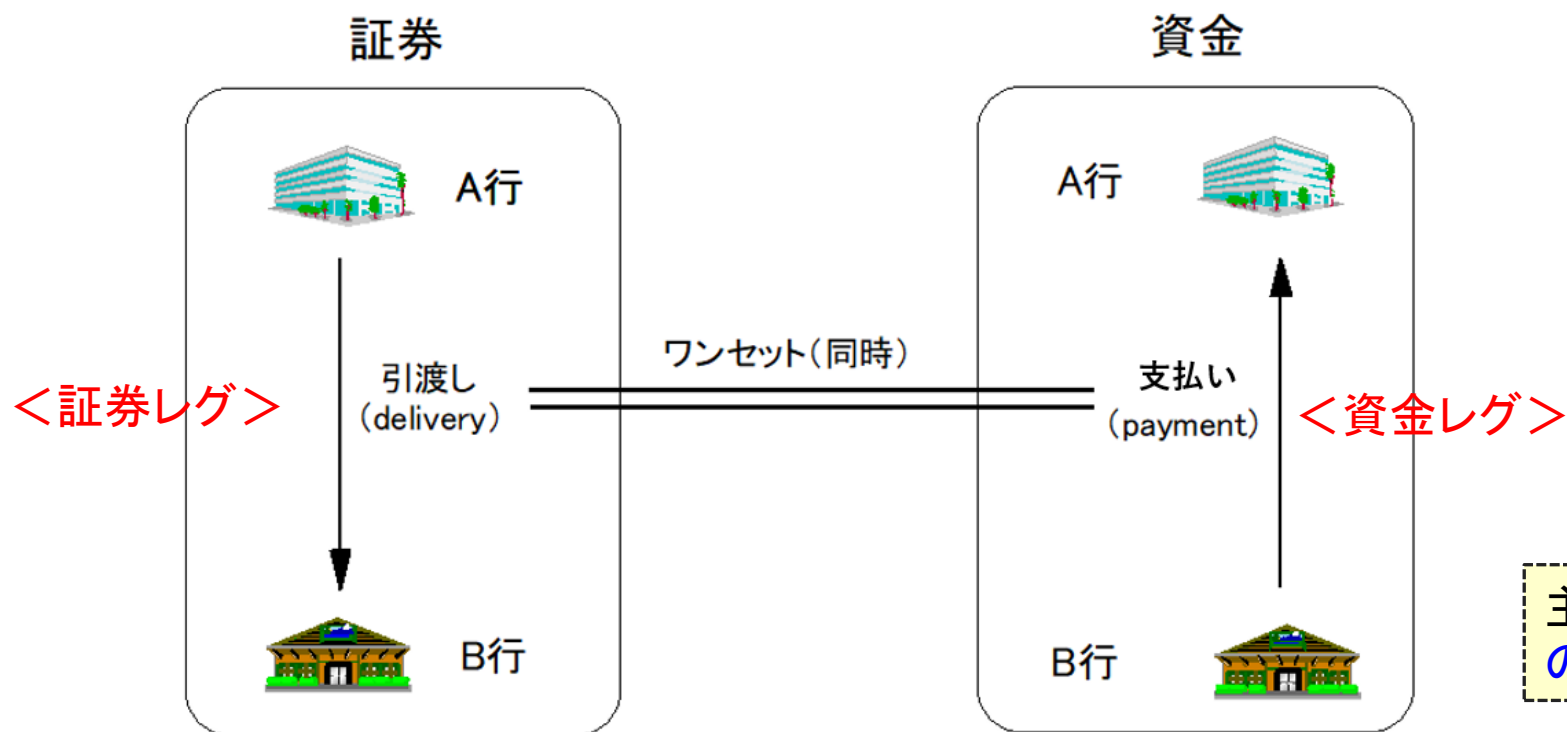 証券
資金
A行
A行
ワンセット（同時）
引渡し
(delivery)
支払い
(payment)
＜証券レグ＞
＜資金レグ＞
B行
B行
の